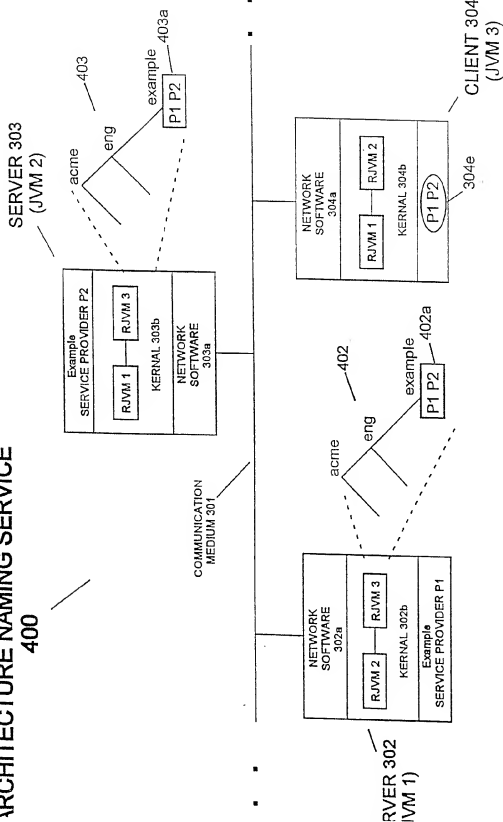 ARCHITECTURE NAMING SERVICE
400
SERVER 303
(JVM 2)
Example
SERVICE PROVIDER P2
RJVM 1
RJVM 3
KERNAL 303b
NETWORK
SOFTWARE
303a
acme
eng
example
P1 P2
403
403a
COMMUNICATION
MEDIUM 301
RVER 302
JVM 1)
NETWORK
SOFTWARE
302a
RJVM 2
RJVM 3
KERNAL 302b
Example
SERVICE PROVIDER P1
acme
eng
example
P1 P2
402
402a
NETWORK
SOFTWARE
304a
RJVM 1
RJVM 2
KERNAL 304b
P1 P2
304e
CLIENT 304
(JVM 3)